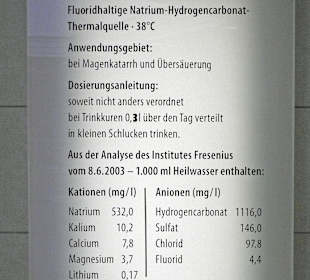 Fluoridhaltige Natrium-Hydrogencarbonat-
Thermalquelle · 38°C
Anwendungsgebiet:
bei Magenkatarrh und Übersäuerung
Dosierungsanleitung:
soweit nicht anders verordnet
bei Trinkkuren 0,3l über den Tag verteilt
in kleinen Schlucken trinken.
Aus der Analyse des Institutes Fresenius
vom 8.6.2003 – 1.000 ml Heilwasser enthalten:
Kationen (mg/l) Anionen (mg/l)
Natrium 532,0 Hydrogencarbonat 1116,0
Kalium 10,2 Sulfat 146,0
Calcium 7,8 Chlorid 97,8
Magnesium 3,7 Fluorid 4,4
Lithium 0,17